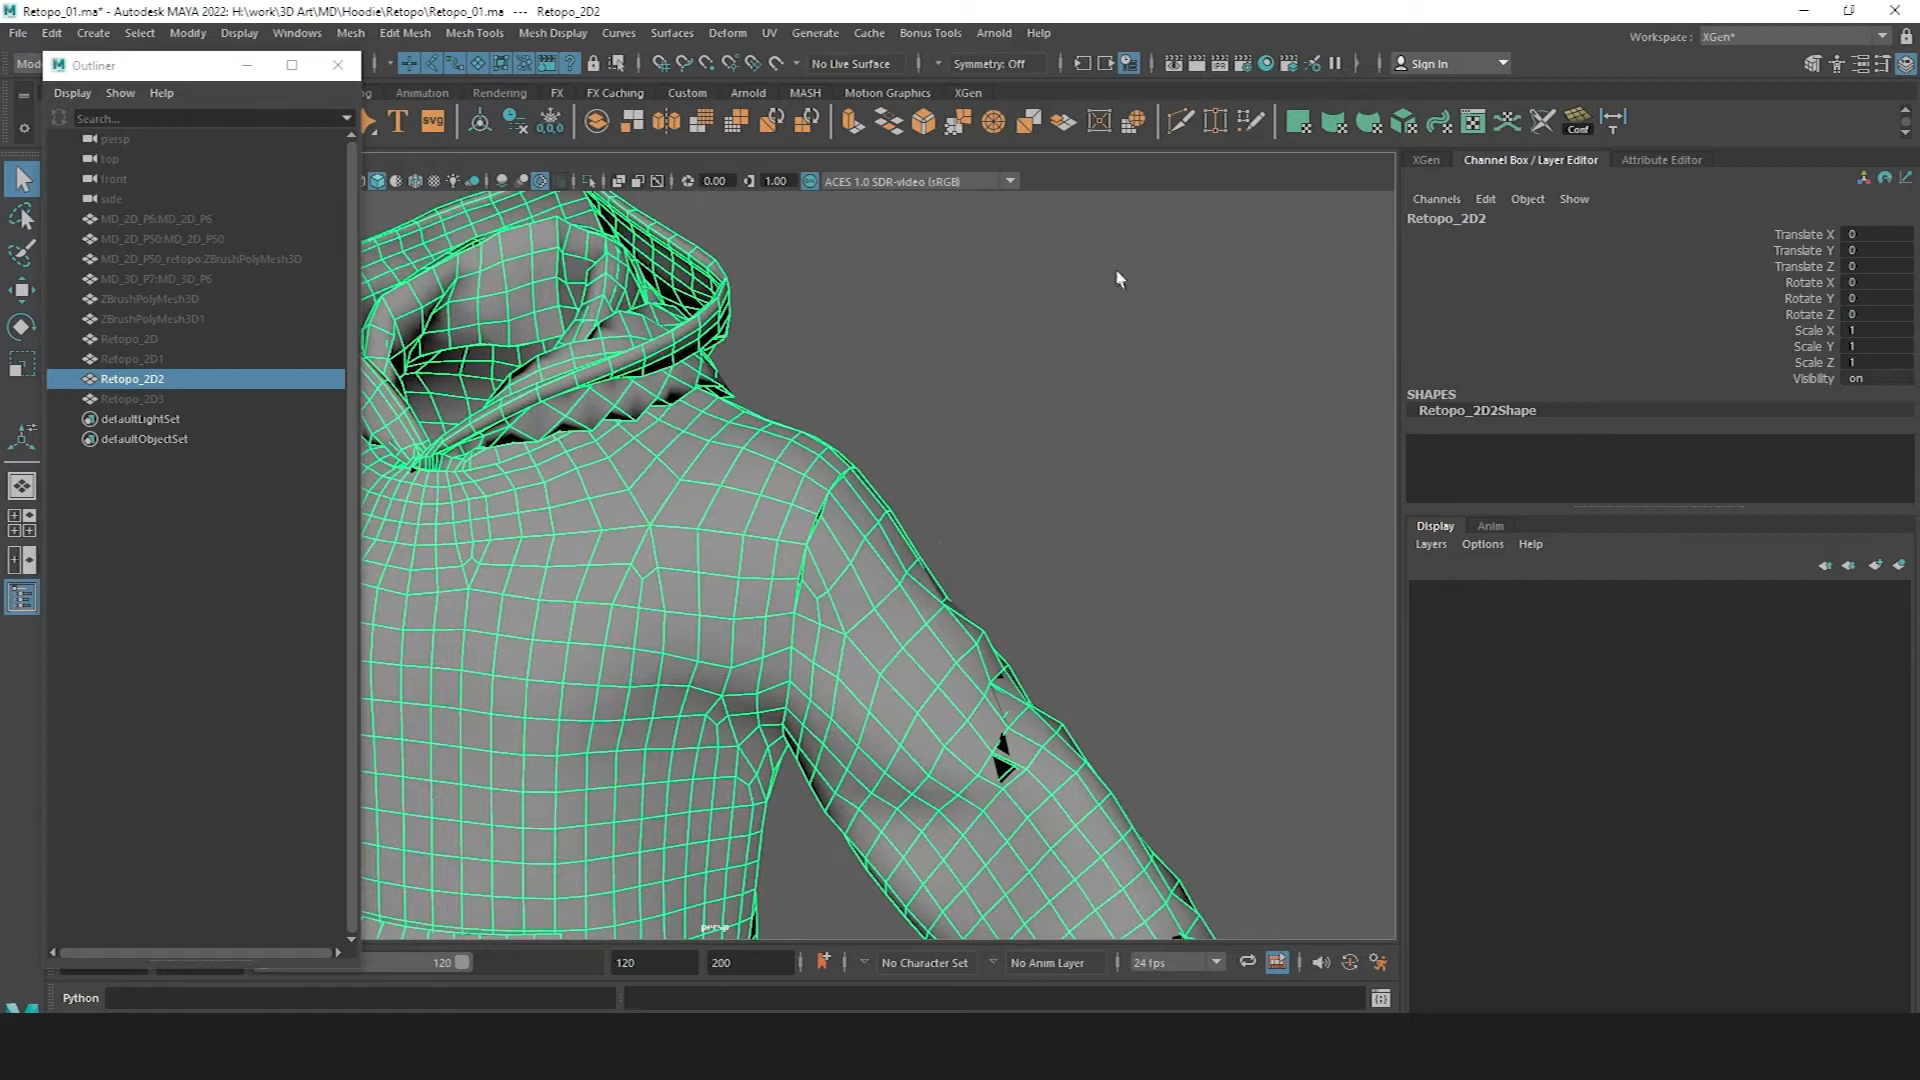 Retopo_01.ma* - Autodesk MAYA 2022: H:\work\3D Art\MD\Hoodie\Retopo\Retopo_01.ma --- Retopo_2D2
File Edit Create Select Modify Display Windows Mesh Edit Mesh Mesh Tools Mesh Display Curves Surfaces Deform UV Generate Cache Bonus Tools Arnold Help
Workspace : XGen*
Mod
No Live Surface
Symmetry: Off
Sign In
Outliner
Animation Rendering FX FX Caching Custom Arnold MASH Motion Graphics XGen
Display Show Help
Search...
T
svg
0,0,0
Conf
persp
top
front
side
MD_2D_P6:MD_2D_P6
MD_2D_P50:MD_2D_P50
MD_2D_P50_retopo:ZBrushPolyMesh3D
MD_3D_P7:MD_3D_P6
ZBrushPolyMesh3D
ZBrushPolyMesh3D1
Retopo_2D
Retopo_2D1
Retopo_2D2
Retopo_2D3
defaultLightSet
defaultObjectSet
0.00
1.00
ACES 1.0 SDR-video (sRGB)
persp
XGen Channel Box / Layer Editor Attribute Editor
Channels Edit Object Show
Retopo_2D2
Translate X 0
Translate Y 0
Translate Z 0
Rotate X 0
Rotate Y 0
Rotate Z 0
Scale X 1
Scale Y 1
Scale Z 1
Visibility on
SHAPES
Retopo_2D2Shape
Display Anim
Layers Options Help
120
120
200
No Character Set
No Anim Layer
24 fps
Python